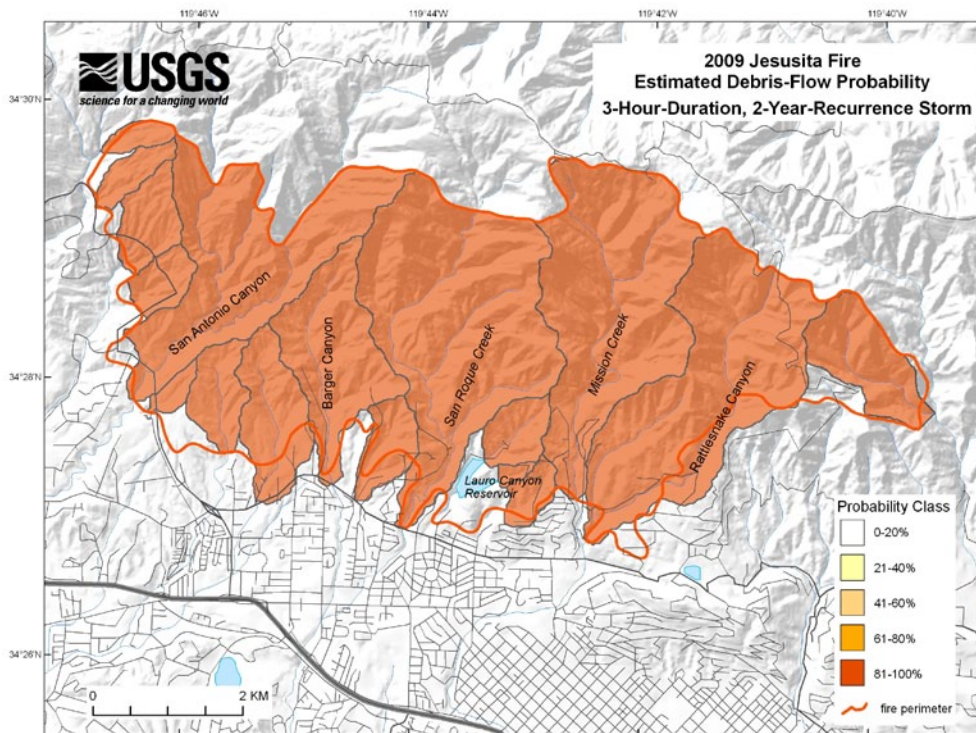 119°46'W
119°44'W
119°42'W
119°40'W
USGS
science for a changing world
2009 Jesusita Fire
Estimated Debris-Flow Probability
3-Hour-Duration, 2-Year-Recurrence Storm
34°30'N
34°28'N
34°26'N
San Antonio Canyon
Barger Canyon
San Roque Creek
Mission Creek
Rattlesnake Canyon
Lauro Canyon
Reservoir
Probability Class
0-20%
21-40%
41-60%
61-80%
81-100%
fire perimeter
0
2 KM